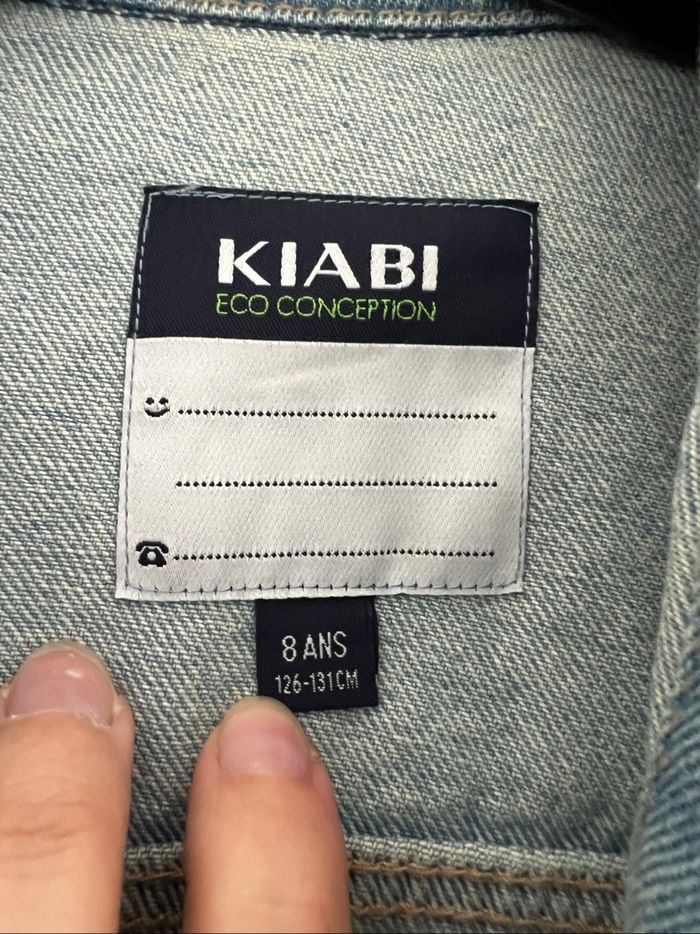 KIABI
ECO CONCEPTION
8 ANS
126-131CM